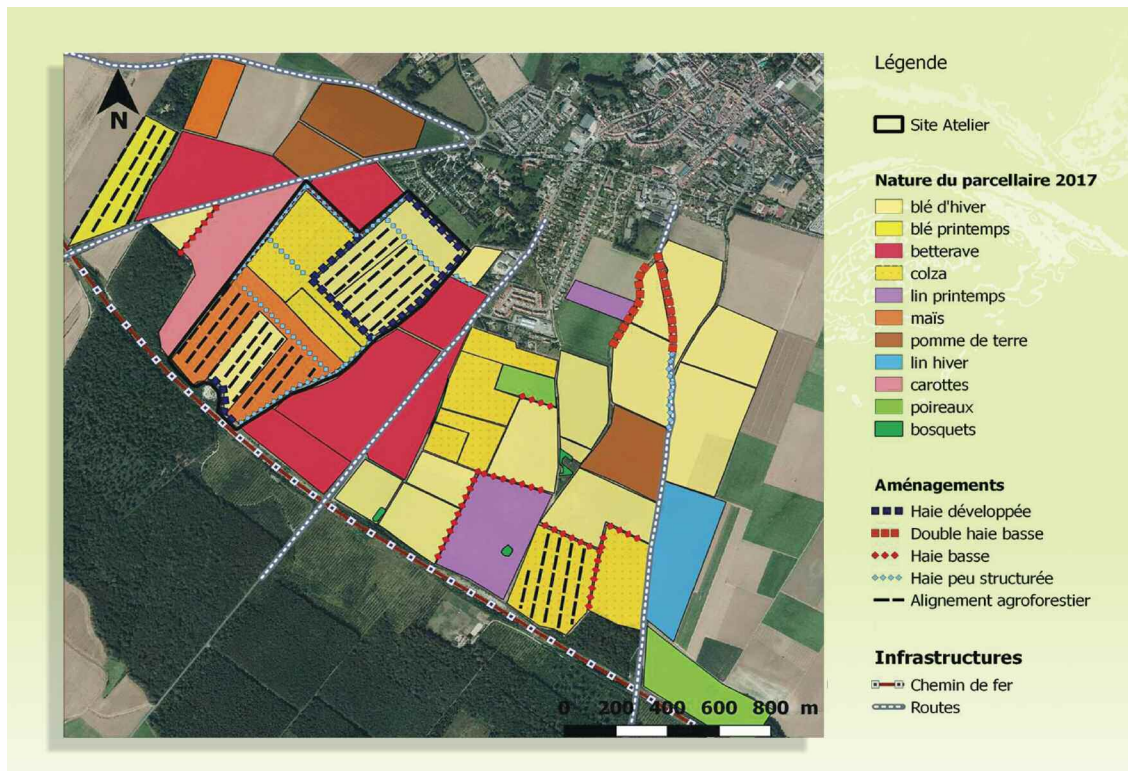 N
0 200 400 600 800 m
Légende
Site Atelier
Nature du parcellaire 2017
blé d'hiver
blé printemps
betterave
colza
lin printemps
maïs
pomme de terre
lin hiver
carottes
poireaux
bosquets
Aménagements
Haie développée
Double haie basse
Haie basse
Haie peu structurée
Alignement agroforestier
Infrastructures
Chemin de fer
Routes